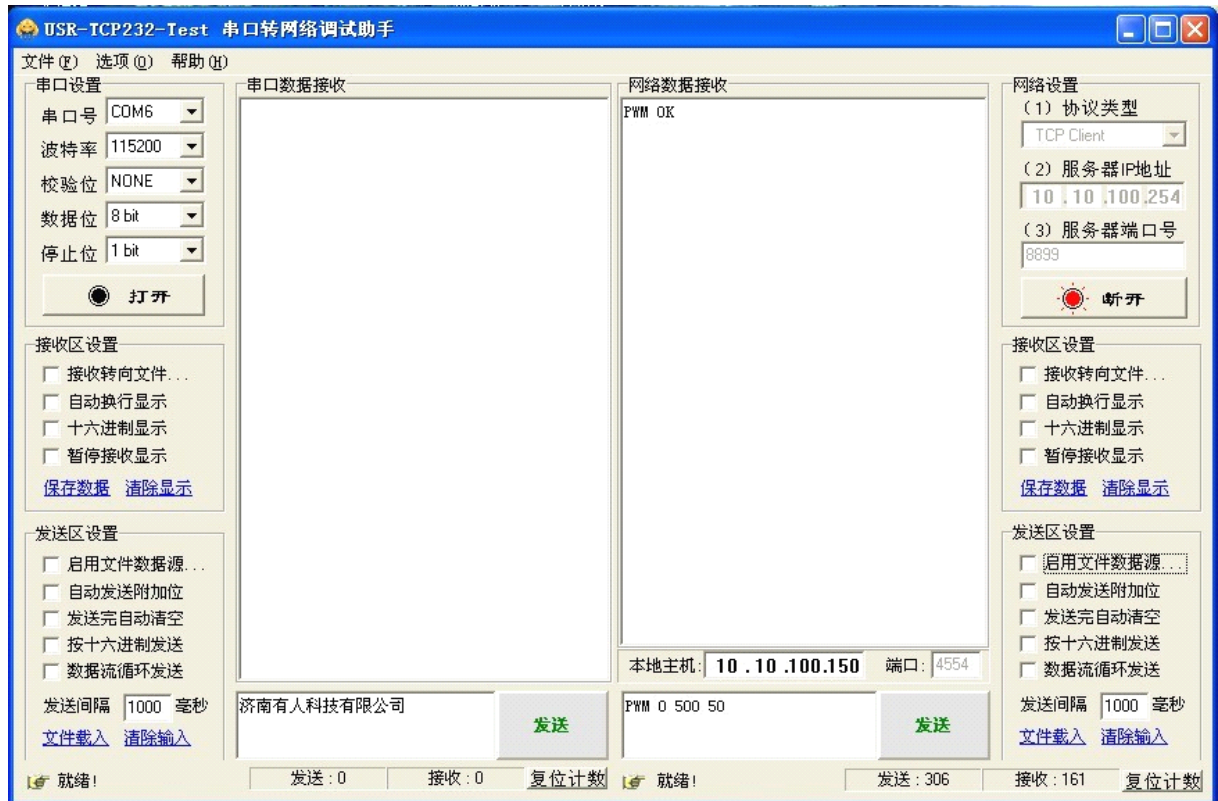 USR-TCP232-Test 串口转网络调试助手
文件(F) 选项(O) 帮助(H)
串口设置
串口号 COM6
波特率 115200
校验位 NONE
数据位 8 bit
停止位 1 bit
打开
接收区设置
接收转向文件...
自动换行显示
十六进制显示
暂停接收显示
保存数据 清除显示
发送区设置
启用文件数据源...
自动发送附加位
发送完自动清空
按十六进制发送
数据流循环发送
发送间隔 1000 毫秒
文件载入 清除输入
串口数据接收
济南有人科技有限公司
发送
网络数据接收
PWM OK
本地主机: 10 .10 .100.150 端口: 4554
PWM 0 500 50
发送
网络设置
(1) 协议类型
TCP Client
(2) 服务器IP地址
10 .10 .100.254
(3) 服务器端口号
8899
断开
接收区设置
接收转向文件...
自动换行显示
十六进制显示
暂停接收显示
保存数据 清除显示
发送区设置
启用文件数据源...
自动发送附加位
发送完自动清空
按十六进制发送
数据流循环发送
发送间隔 1000 毫秒
文件载入 清除输入
就绪! 发送:0 接收:0 复位计数
就绪! 发送:306 接收:161 复位计数